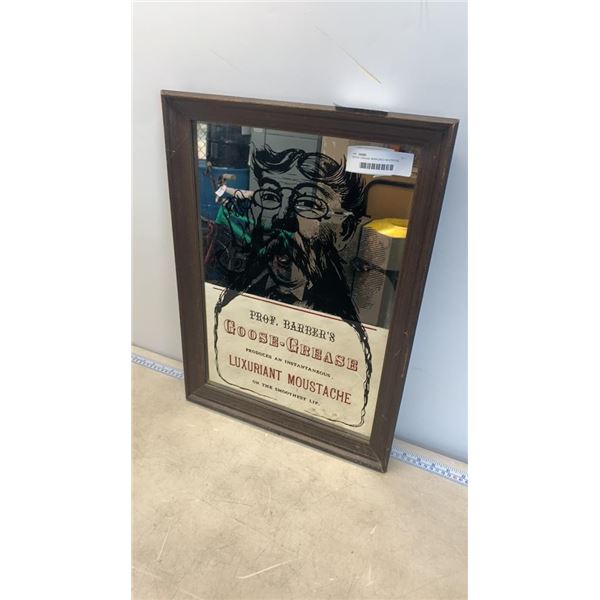 PROF. BARBER'S
GOOSE-GREASE
PRODUCES AN INSTANTANEOUS
LUXURIANT MOUSTACHE
ON THE SMOOTHEST LIP.